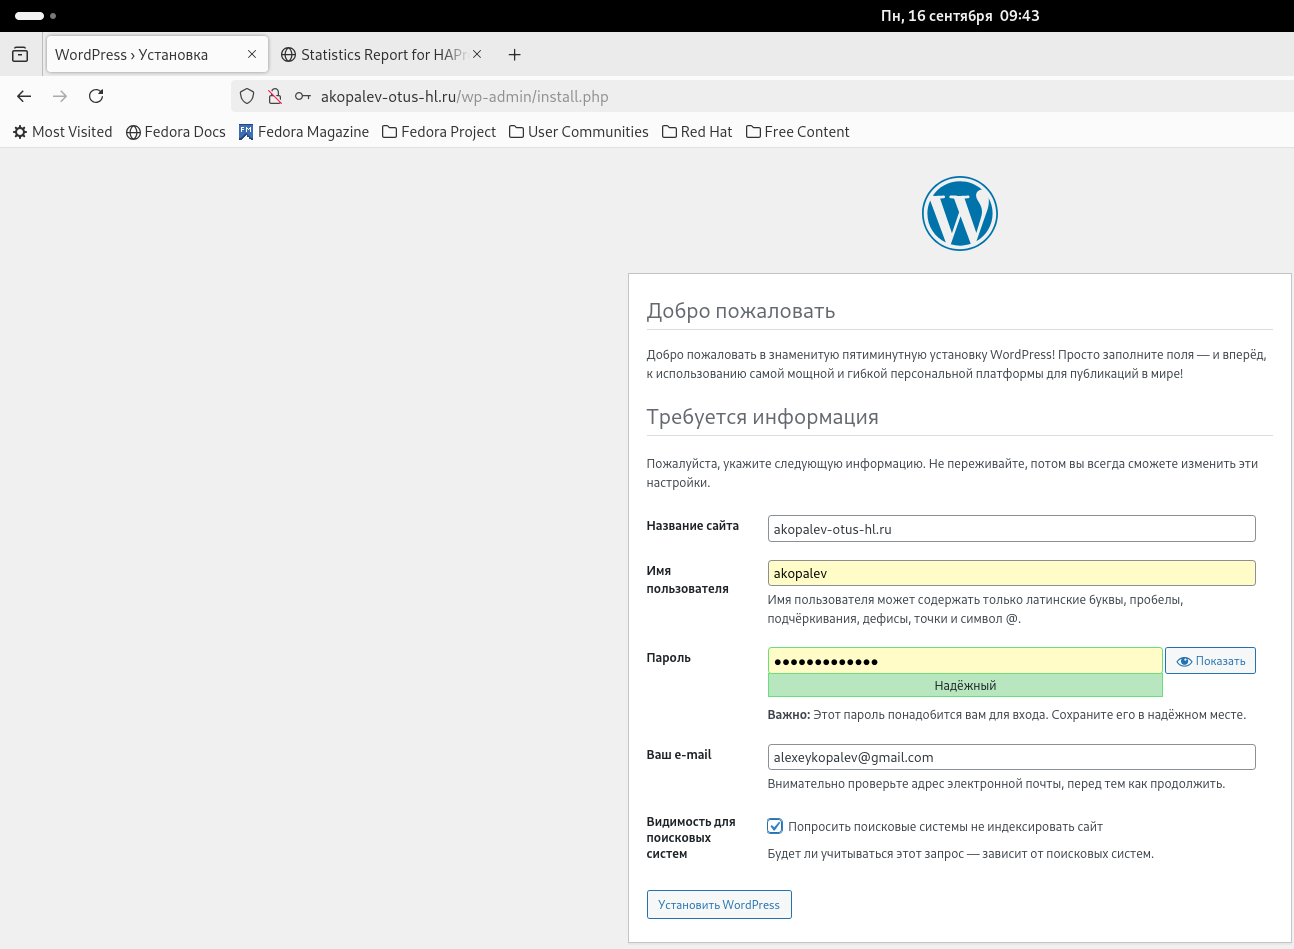 Пн, 16 сентября 09:43
WordPress › Установка
Statistics Report for HAPr
akopalev-otus-hl.ru/wp-admin/install.php
Most Visited Fedora Docs Fedora Magazine Fedora Project User Communities Red Hat Free Content
Добро пожаловать
Добро пожаловать в знаменитую пятиминутную установку WordPress! Просто заполните поля — и вперёд,
к использованию самой мощной и гибкой персональной платформы для публикаций в мире!
Требуется информация
Пожалуйста, укажите следующую информацию. Не переживайте, потом вы всегда сможете изменить эти
настройки.
Название сайта
akopalev-otus-hl.ru
Имя
пользователя
akopalev
Имя пользователя может содержать только латинские буквы, пробелы,
подчёркивания, дефисы, точки и символ @.
Пароль
●●●●●●●●●●●●●
Показать
Надёжный
Важно: Этот пароль понадобится вам для входа. Сохраните его в надёжном месте.
Ваш e-mail
alexeykopalev@gmail.com
Внимательно проверьте адрес электронной почты, перед тем как продолжить.
Видимость для
поисковых
систем
Попросить поисковые системы не индексировать сайт
Будет ли учитываться этот запрос — зависит от поисковых систем.
Установить WordPress